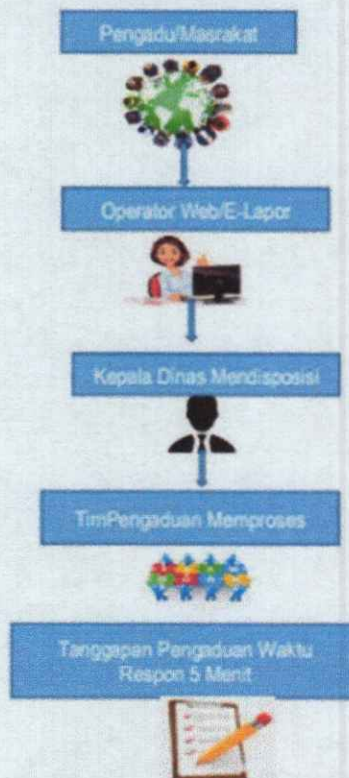 Pengadu/Masrakat
Operator Web/E-Lapor
Kepala Dinas Mendisposisi
TimPengaduan Memproses
Tanggapan Pengaduan Waktu
Respon 5 Menit